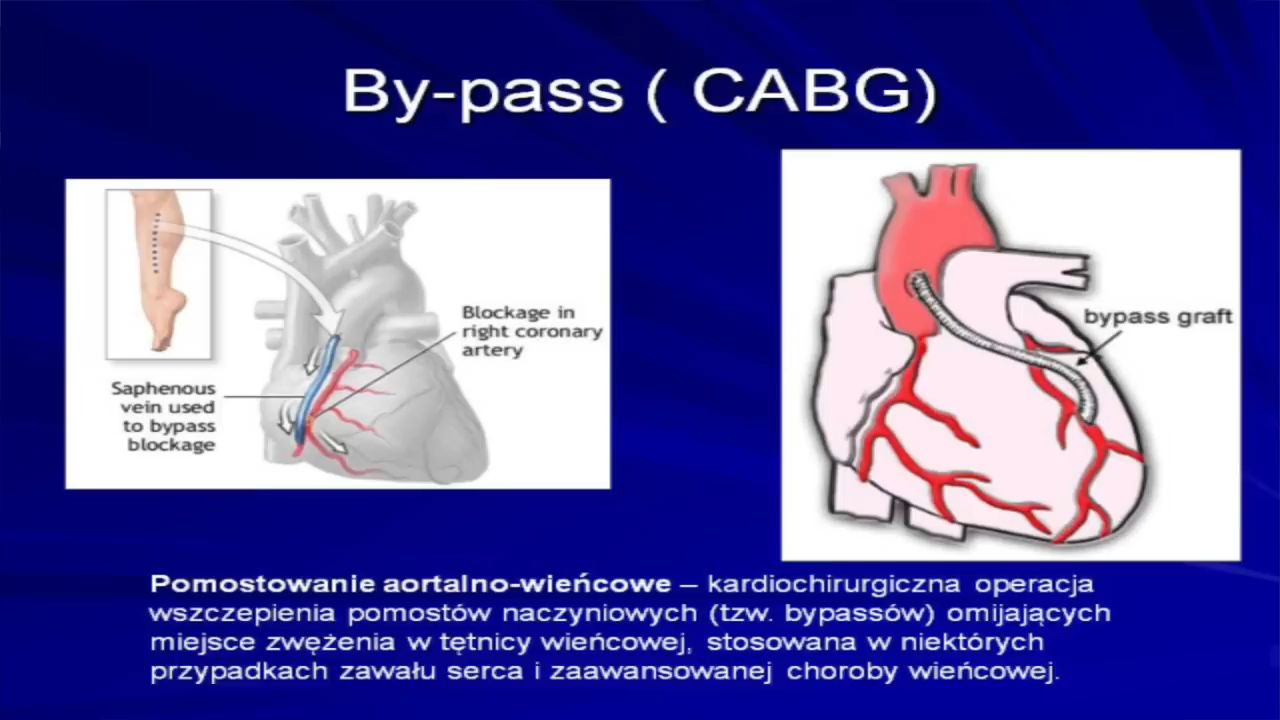 By-pass ( CABG)
Blockage in
right coronary
artery
Saphenous
vein used
to bypass
blockage
bypass graft
Pomostowanie aortalno-wieńcowe – kardiochirurgiczna operacja
wszczepienia pomostów naczyniowych (tzw. bypassów) omijających
miejsce zwężenia w tętnicy wieńcowej, stosowana w niektórych
przypadkach zawału serca i zaawansowanej choroby wieńcowej.